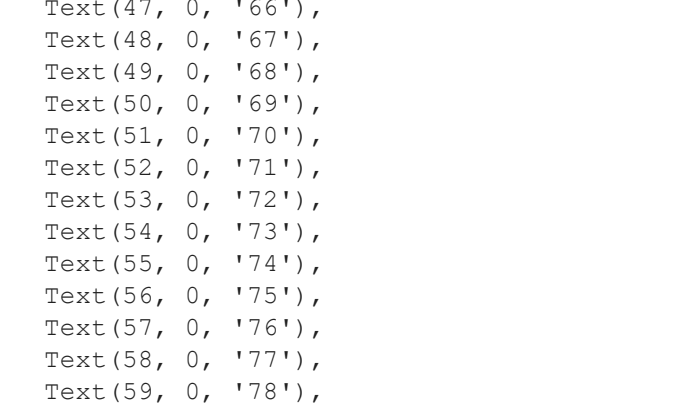 Text(47, 0, '66'),
Text(48, 0, '67'),
Text(49, 0, '68'),
Text(50, 0, '69'),
Text(51, 0, '70'),
Text(52, 0, '71'),
Text(53, 0, '72'),
Text(54, 0, '73'),
Text(55, 0, '74'),
Text(56, 0, '75'),
Text(57, 0, '76'),
Text(58, 0, '77'),
Text(59, 0, '78'),